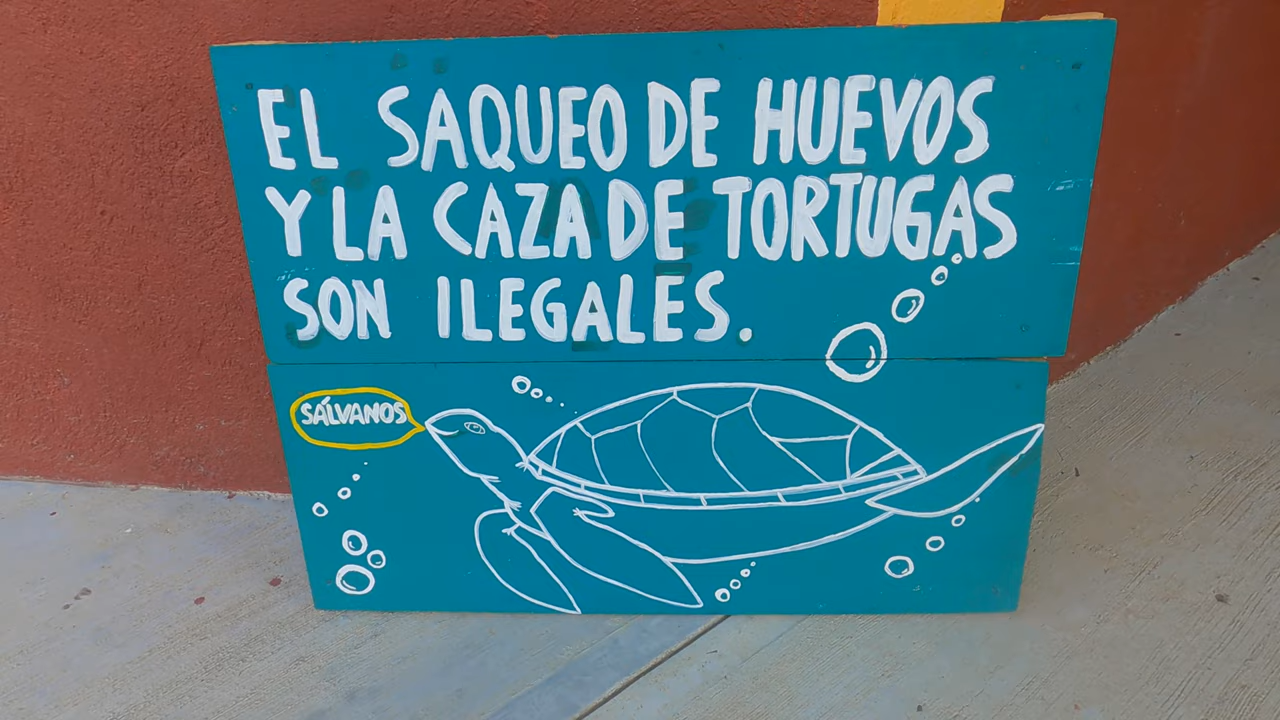 EL SAQUEO DE HUEVOS
Y LA CAZA DE TORTUGAS
SON ILEGALES.
SÁLVANOS